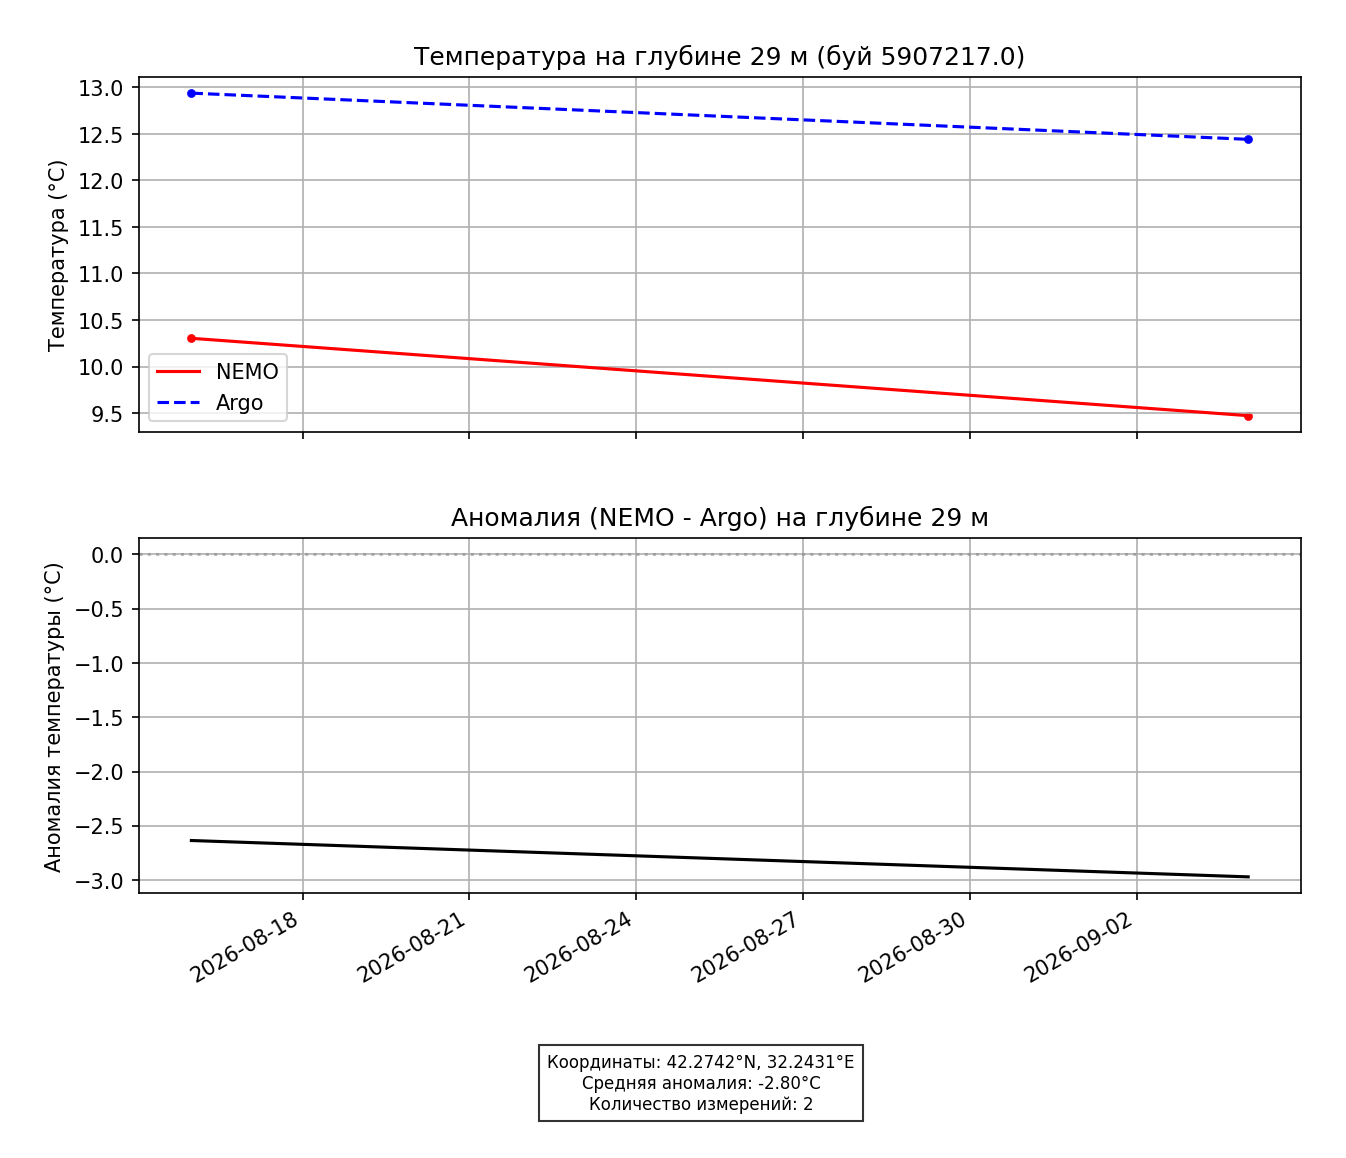 Температура на глубине 29 м (буй 5907217.0)
Температура (°C)
13.0
12.5
12.0
11.5
11.0
10.5
10.0
9.5
NEMO
Argo
Аномалия (NEMO - Argo) на глубине 29 м
Аномалия температуры (°C)
0.0
−0.5
−1.0
−1.5
−2.0
−2.5
−3.0
2026-08-18
2026-08-21
2026-08-24
2026-08-27
2026-08-30
2026-09-02
Координаты: 42.2742°N, 32.2431°E
Средняя аномалия: -2.80°C
Количество измерений: 2